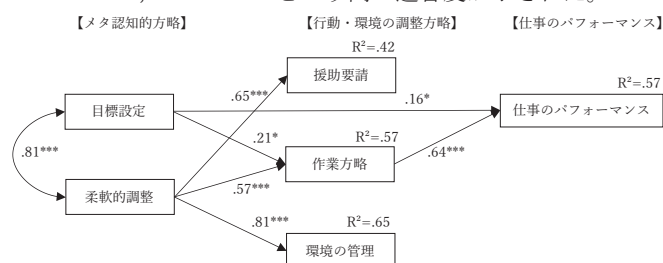 【メタ認知的方略】 【行動・環境の調整方略】 【仕事のパフォーマンス】
R²=.42
援助要請
R²=.57
.65***
目標設定
.16*
仕事のパフォーマンス
.21*
R²=.57
.81***
作業方略
.64***
.57***
柔軟的調整
.81***
R²=.65
環境の管理